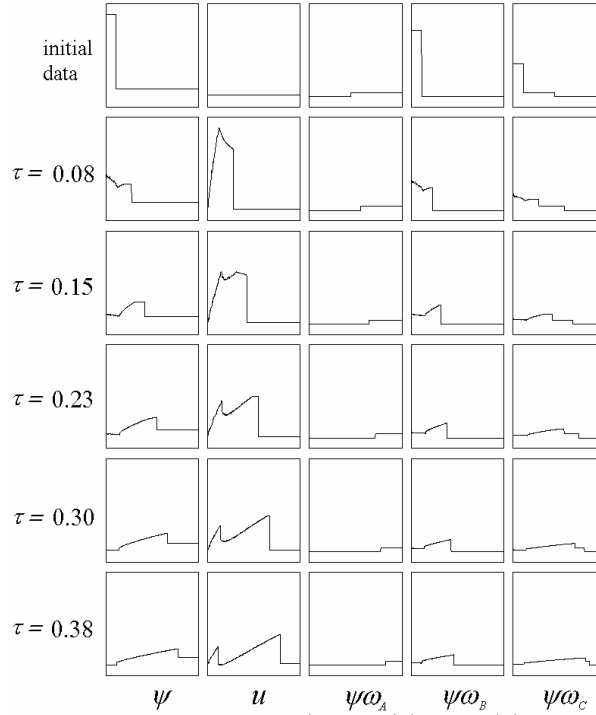 initial
data
τ = 0.08
τ = 0.15
τ = 0.23
τ = 0.30
τ = 0.38
ψ u ψω_A ψω_B ψω_C